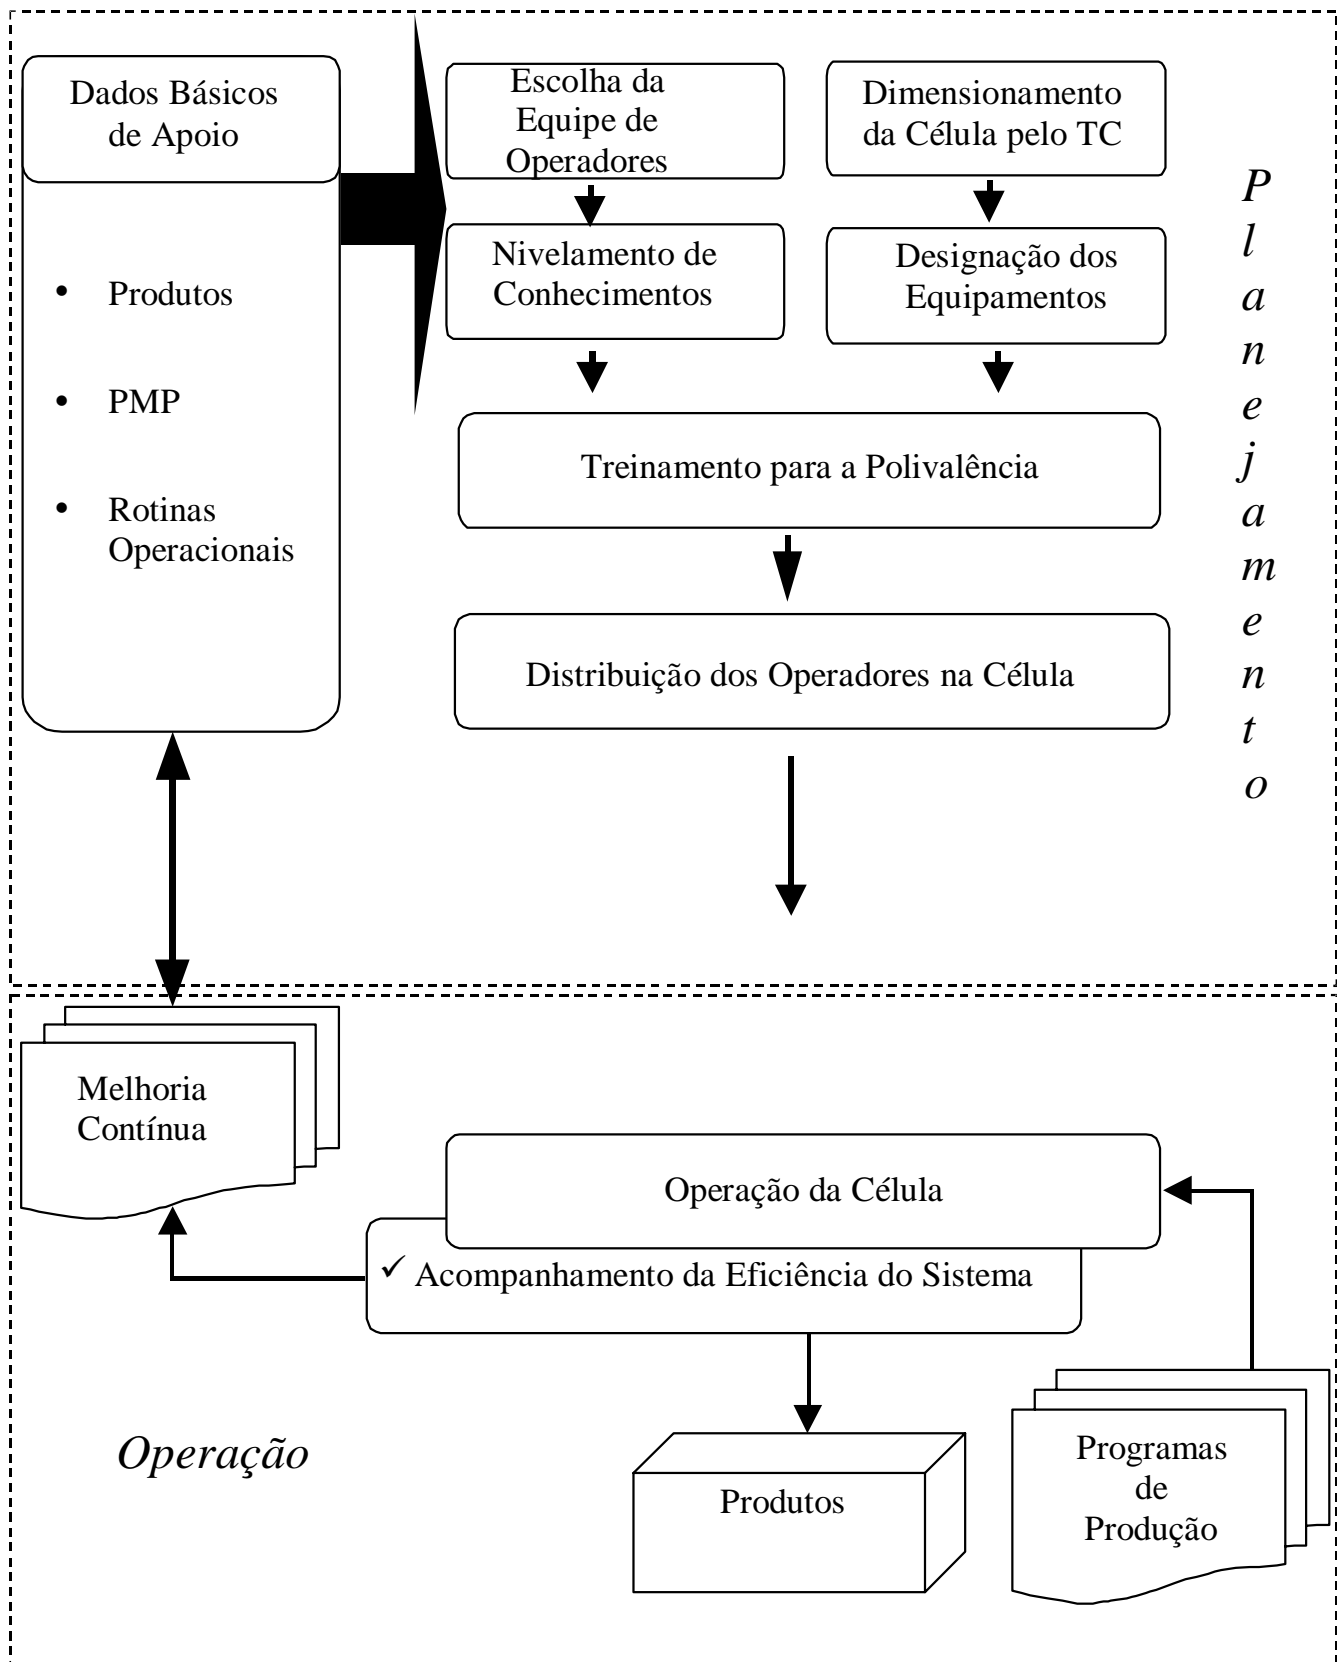 Dados Básicos
de Apoio
• Produtos
• PMP
• Rotinas
Operacionais
Escolha da
Equipe de
Operadores
Dimensionamento
da Célula pelo TC
Nivelamento de
Conhecimentos
Designação dos
Equipamentos
Treinamento para a Polivalência
Distribuição dos Operadores na Célula
P
l
a
n
e
j
a
m
e
n
t
o
Melhoria
Contínua
Operação da Célula
✓ Acompanhamento da Eficiência do Sistema
Operação
Produtos
Programas
de
Produção